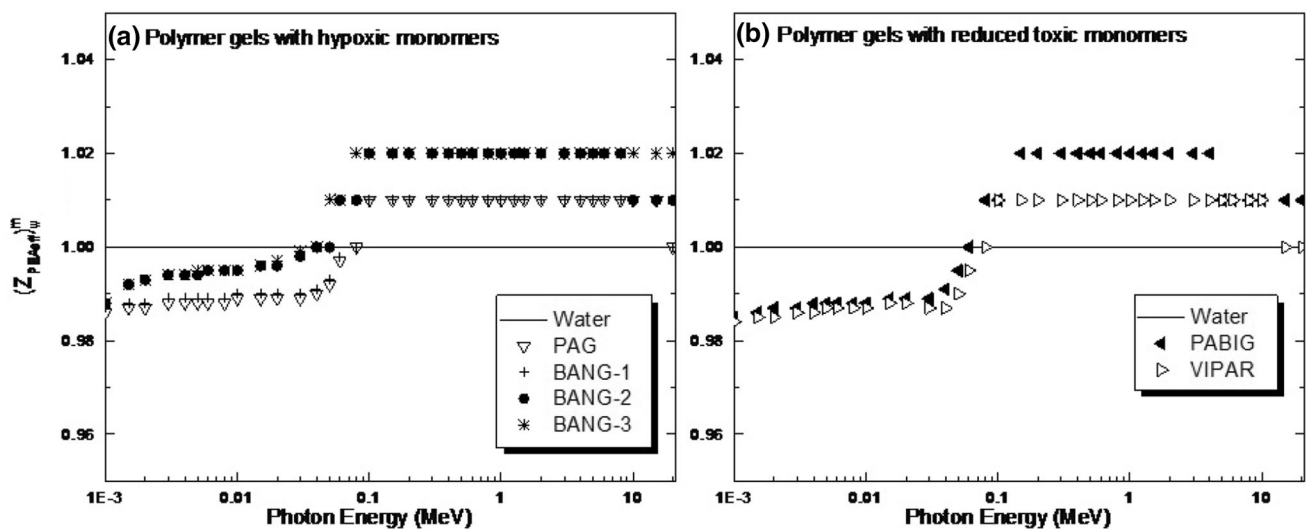 (a) Polymer gels with hypoxic monomers
1.04
1.02
1.00
0.98
0.96
1E-3
0.01
0.1
1
10
Photon Energy (MeV)
Water
PAG
BANG-1
BANG-2
BANG-3
(b) Polymer gels with reduced toxic monomers
1.04
1.02
1.00
0.98
0.96
1E-3
0.01
0.1
1
10
Photon Energy (MeV)
Water
PABIG
VIPAR